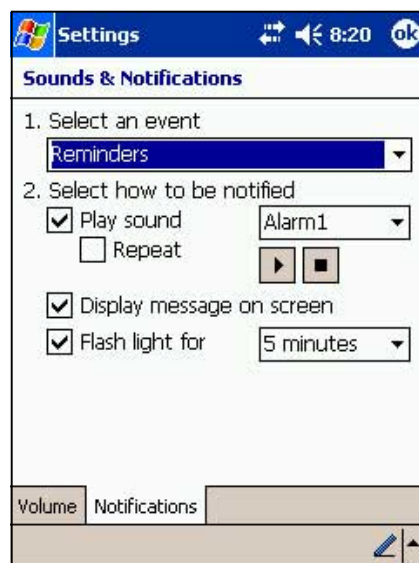 Settings 8:20 ok
Sounds & Notifications
1. Select an event
Reminders
2. Select how to be notified
Play sound Alarm1
Repeat
Display message on screen
Flash light for 5 minutes
Volume Notifications